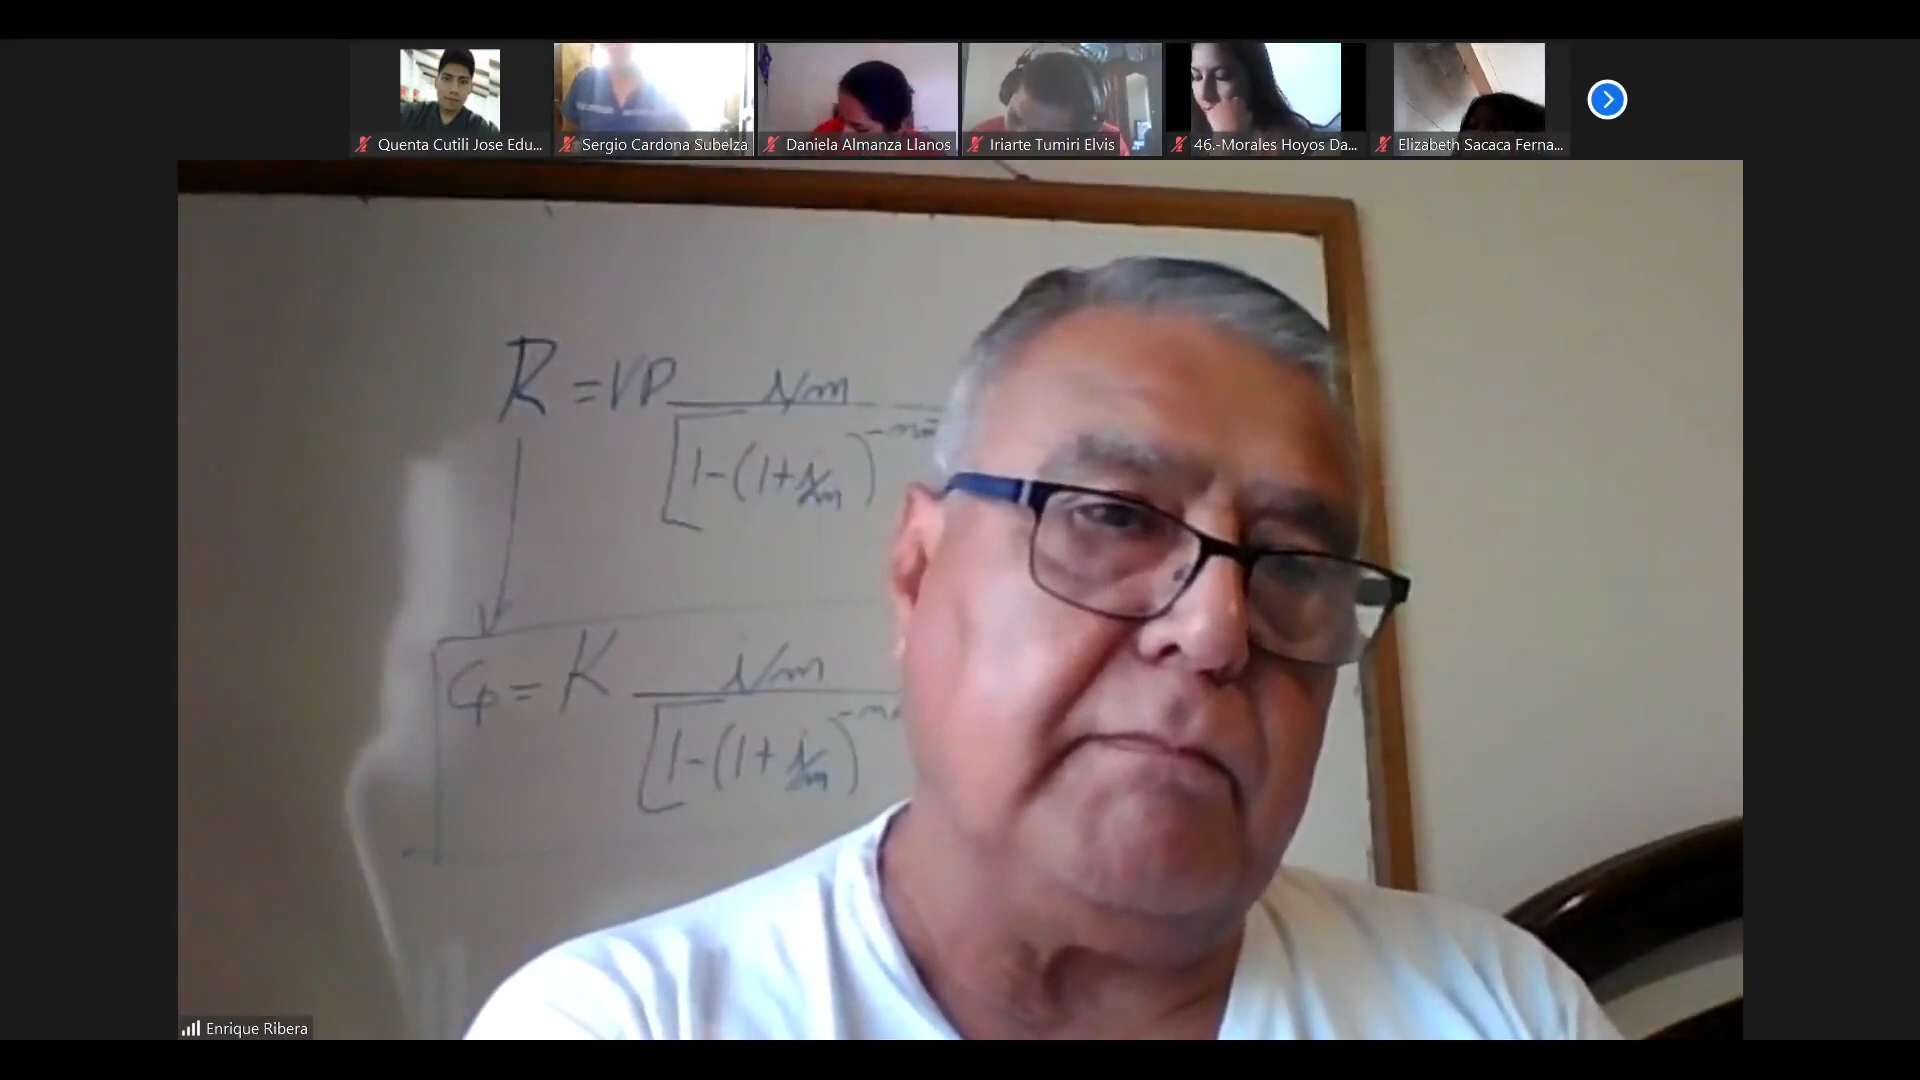 Quenta Cutili Jose Edu...
Sergio Cardona Subelza
Daniela Almanza Llanos
Iriarte Tumiri Elvis
46.-Morales Hoyos Da...
Elizabeth Sacaca Ferna...
R = VP i/m
[1-(1+i/m)^-m
Cp = K i/m
[1-(1+i/m)^-m
Enrique Ribera